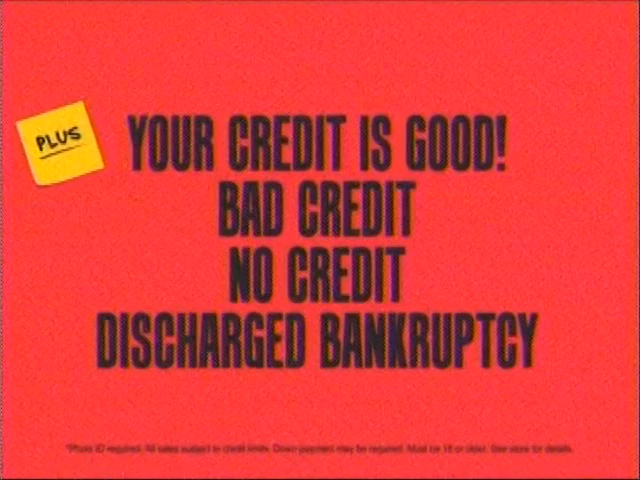 PLUS
YOUR CREDIT IS GOOD!
BAD CREDIT
NO CREDIT
DISCHARGED BANKRUPTCY
*Photo ID required. All sales subject to credit limits. Down payment may be required. Must be 18 or older. See store for details.